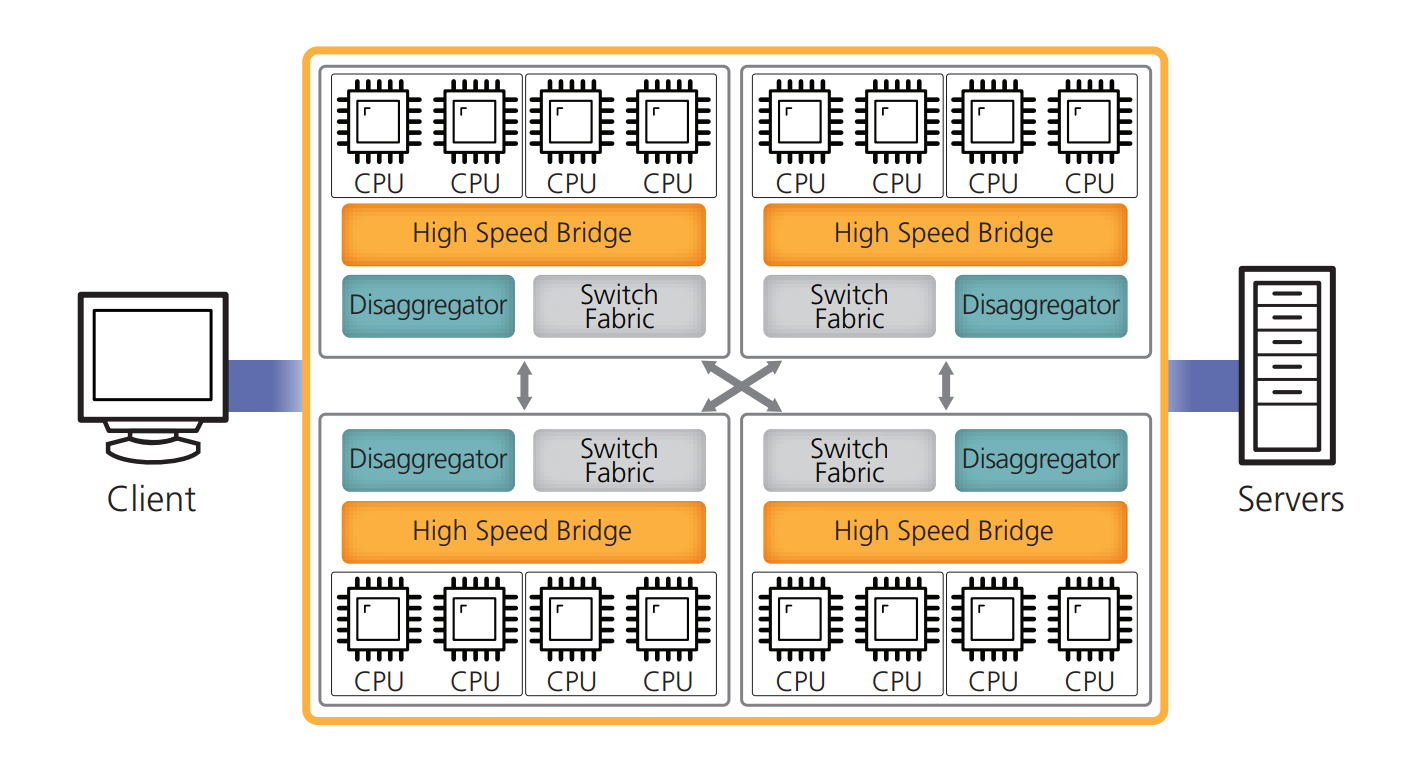 CPU CPU CPU CPU CPU CPU CPU CPU
High Speed Bridge High Speed Bridge
Disaggregator Switch Fabric Switch Fabric Disaggregator
Client Servers
Disaggregator Switch Fabric Switch Fabric Disaggregator
High Speed Bridge High Speed Bridge
CPU CPU CPU CPU CPU CPU CPU CPU